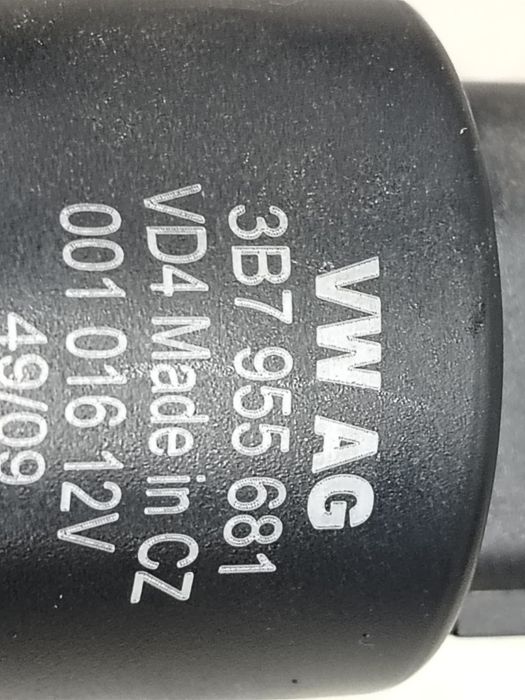 VW AG
3B7 955 681
VD4 Made in CZ
001 016 12V
49/09